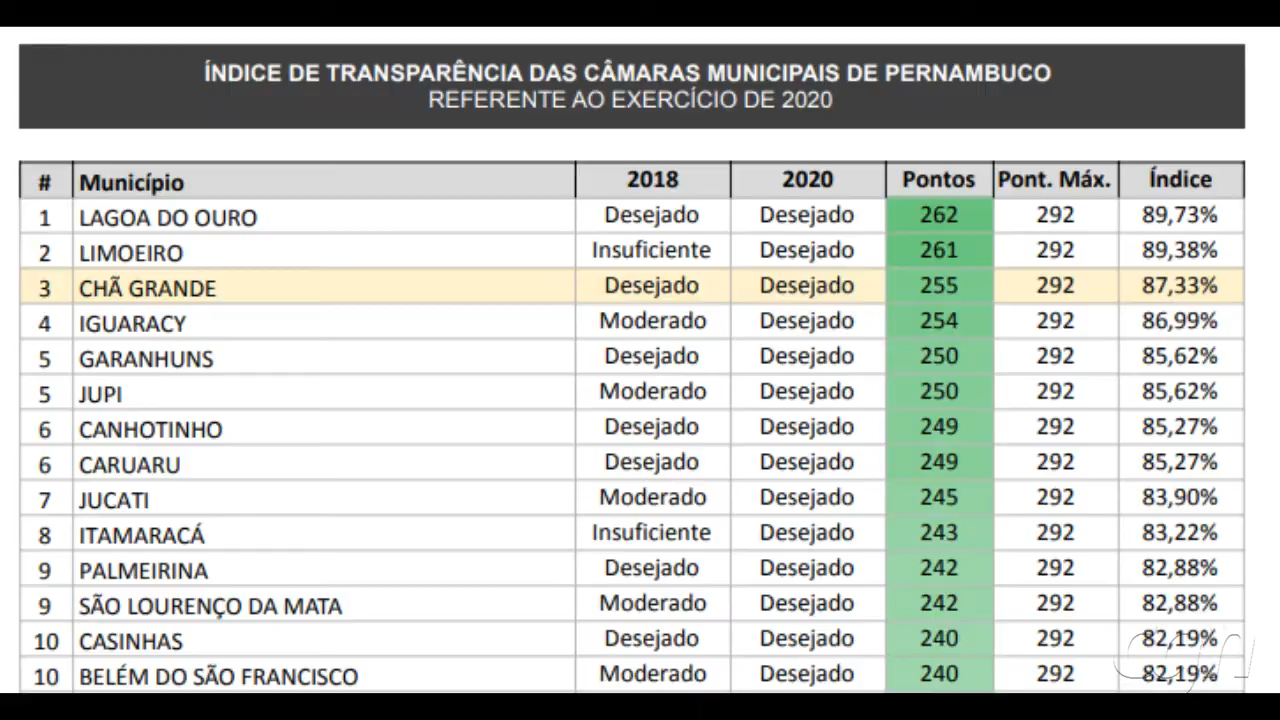 ÍNDICE DE TRANSPARÊNCIA DAS CÂMARAS MUNICIPAIS DE PERNAMBUCO
REFERENTE AO EXERCÍCIO DE 2020
# Município 2018 2020 Pontos Pont. Máx. Índice
1 LAGOA DO OURO Desejado Desejado 262 292 89,73%
2 LIMOEIRO Insuficiente Desejado 261 292 89,38%
3 CHÃ GRANDE Desejado Desejado 255 292 87,33%
4 IGUARACY Moderado Desejado 254 292 86,99%
5 GARANHUNS Desejado Desejado 250 292 85,62%
5 JUPI Moderado Desejado 250 292 85,62%
6 CANHOTINHO Desejado Desejado 249 292 85,27%
6 CARUARU Desejado Desejado 249 292 85,27%
7 JUCATI Moderado Desejado 245 292 83,90%
8 ITAMARACÁ Insuficiente Desejado 243 292 83,22%
9 PALMEIRINA Desejado Desejado 242 292 82,88%
9 SÃO LOURENÇO DA MATA Moderado Desejado 242 292 82,88%
10 CASINHAS Desejado Desejado 240 292 82,19%
10 BELÉM DO SÃO FRANCISCO Moderado Desejado 240 292 82,19%